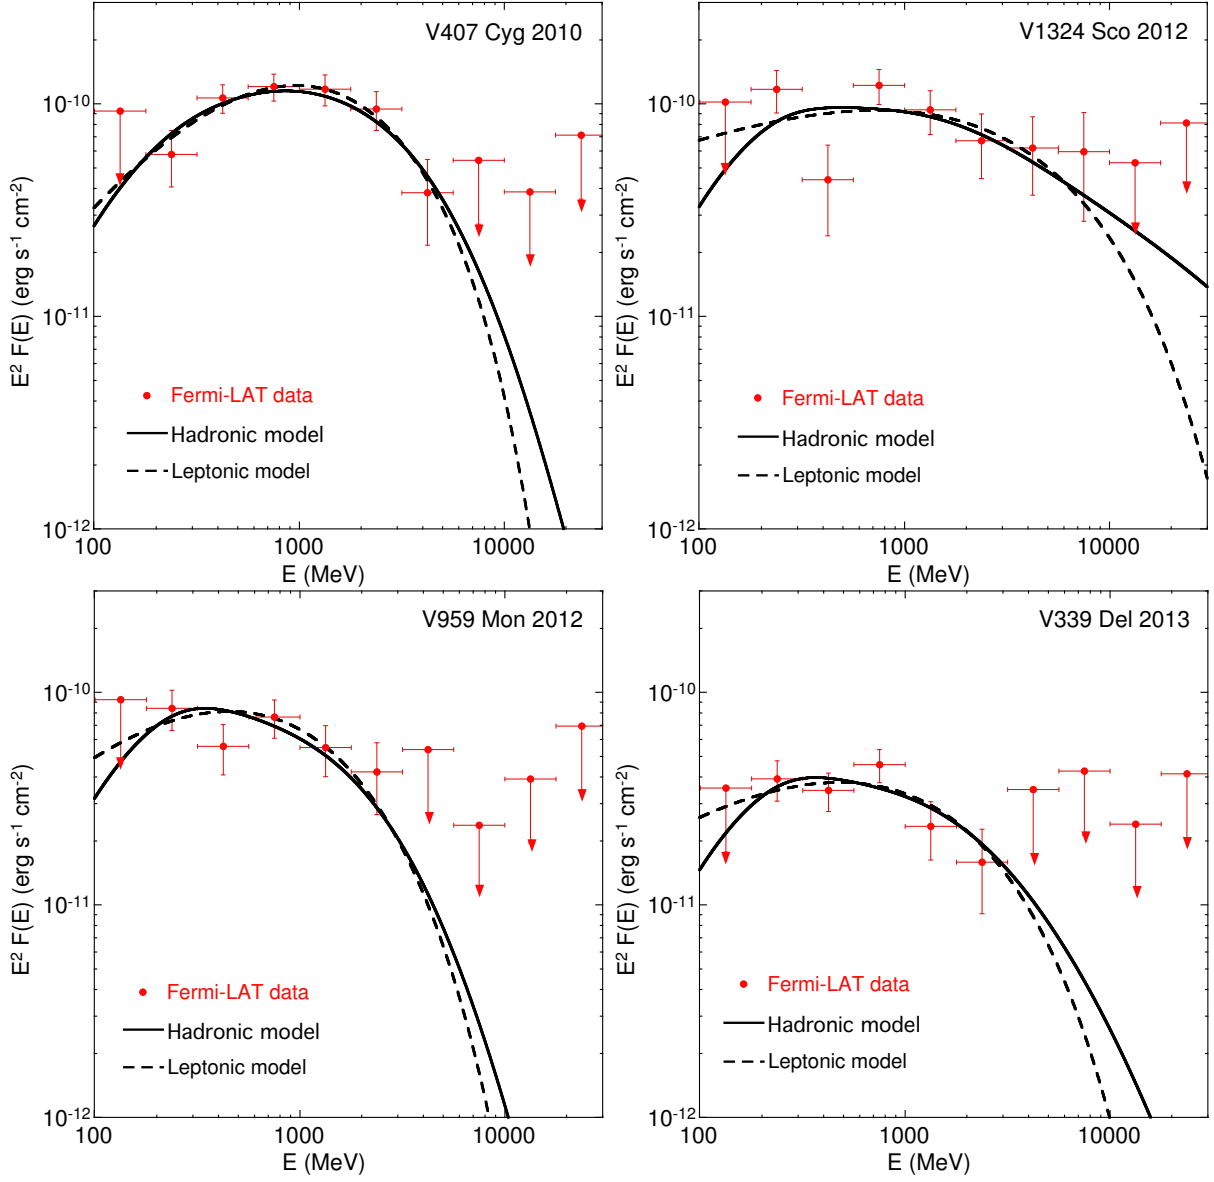 V407 Cyg 2010
E² F(E) (erg s⁻¹ cm⁻²)
10⁻¹⁰
10⁻¹¹
10⁻¹²
Fermi-LAT data
Hadronic model
Leptonic model
100
1000
10000
E (MeV)
V1324 Sco 2012
E² F(E) (erg s⁻¹ cm⁻²)
10⁻¹⁰
10⁻¹¹
10⁻¹²
Fermi-LAT data
Hadronic model
Leptonic model
100
1000
10000
E (MeV)
V959 Mon 2012
E² F(E) (erg s⁻¹ cm⁻²)
10⁻¹⁰
10⁻¹¹
10⁻¹²
Fermi-LAT data
Hadronic model
Leptonic model
100
1000
10000
E (MeV)
V339 Del 2013
E² F(E) (erg s⁻¹ cm⁻²)
10⁻¹⁰
10⁻¹¹
10⁻¹²
Fermi-LAT data
Hadronic model
Leptonic model
100
1000
10000
E (MeV)